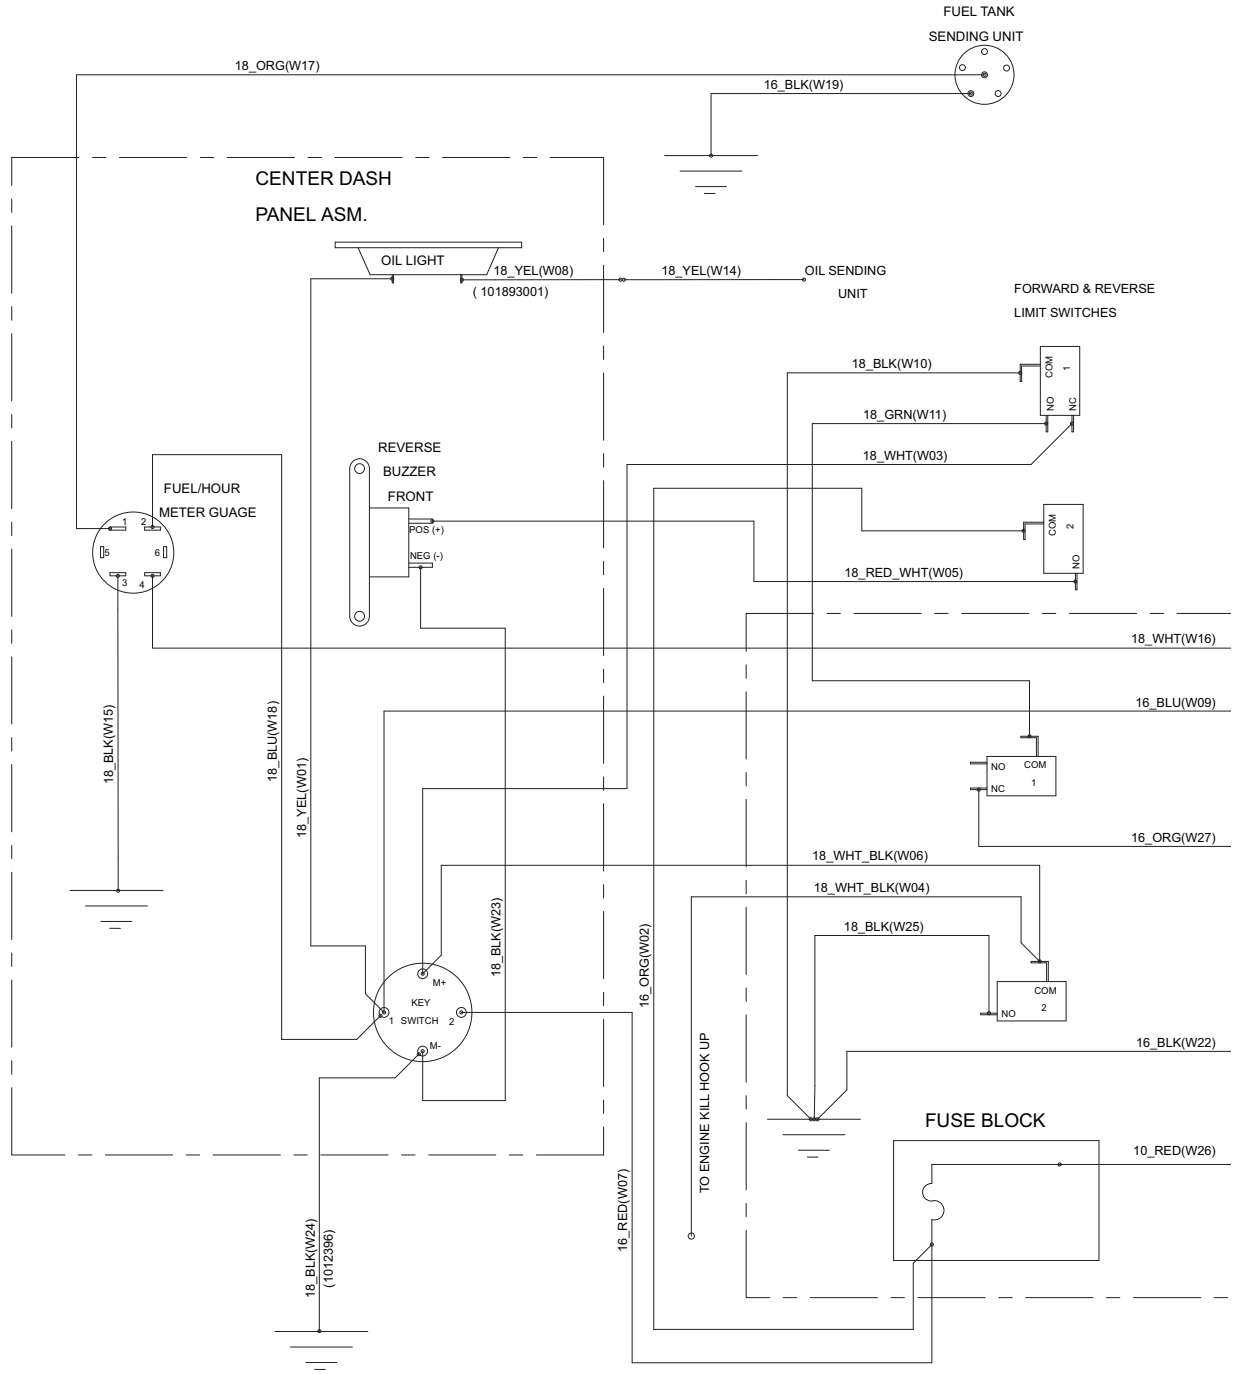 FUEL TANK
SENDING UNIT
18_ORG(W17)
16_BLK(W19)
CENTER DASH
PANEL ASM.
OIL LIGHT
18_YEL(W08)
( 101893001)
18_YEL(W14)
OIL SENDING
UNIT
FORWARD & REVERSE
LIMIT SWITCHES
18_BLK(W10)
COM
1
NO
NC
18_GRN(W11)
18_WHT(W03)
REVERSE
BUZZER
FRONT
POS (+)
NEG (-)
FUEL/HOUR
METER GUAGE
1
2
5
6
3
4
COM
2
NO
18_RED_WHT(W05)
18_WHT(W16)
16_BLU(W09)
18_BLK(W15)
18_BLU(W18)
18_YEL(W01)
NO
COM
NC
1
16_ORG(W27)
18_WHT_BLK(W06)
18_WHT_BLK(W04)
18_BLK(W25)
18_BLK(W23)
16_ORG(W02)
M+
KEY
SWITCH
1
2
M-
COM
2
NO
16_BLK(W22)
TO ENGINE KILL HOOK UP
FUSE BLOCK
10_RED(W26)
16_RED(W07)
18_BLK(W24)
(1012396)